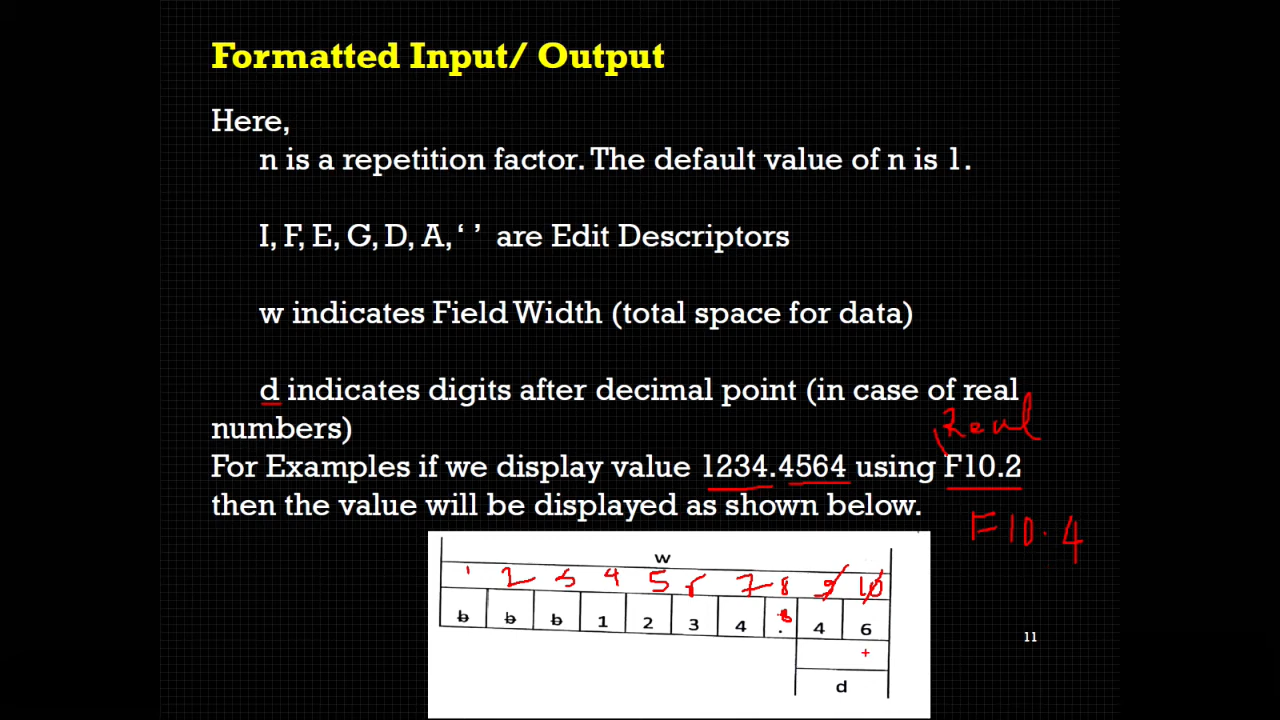 Formatted Input/ Output
Here,
n is a repetition factor. The default value of n is 1.
I, F, E, G, D, A, ‘ ’ are Edit Descriptors
w indicates Field Width (total space for data)
d indicates digits after decimal point (in case of real
numbers)
Real
For Examples if we display value 1234.4564 using F10.2
then the value will be displayed as shown below.
F10.4
w
1 2 3 4 5 6 7 8 9 10
b b b 1 2 3 4 . 4 6
+
11
d